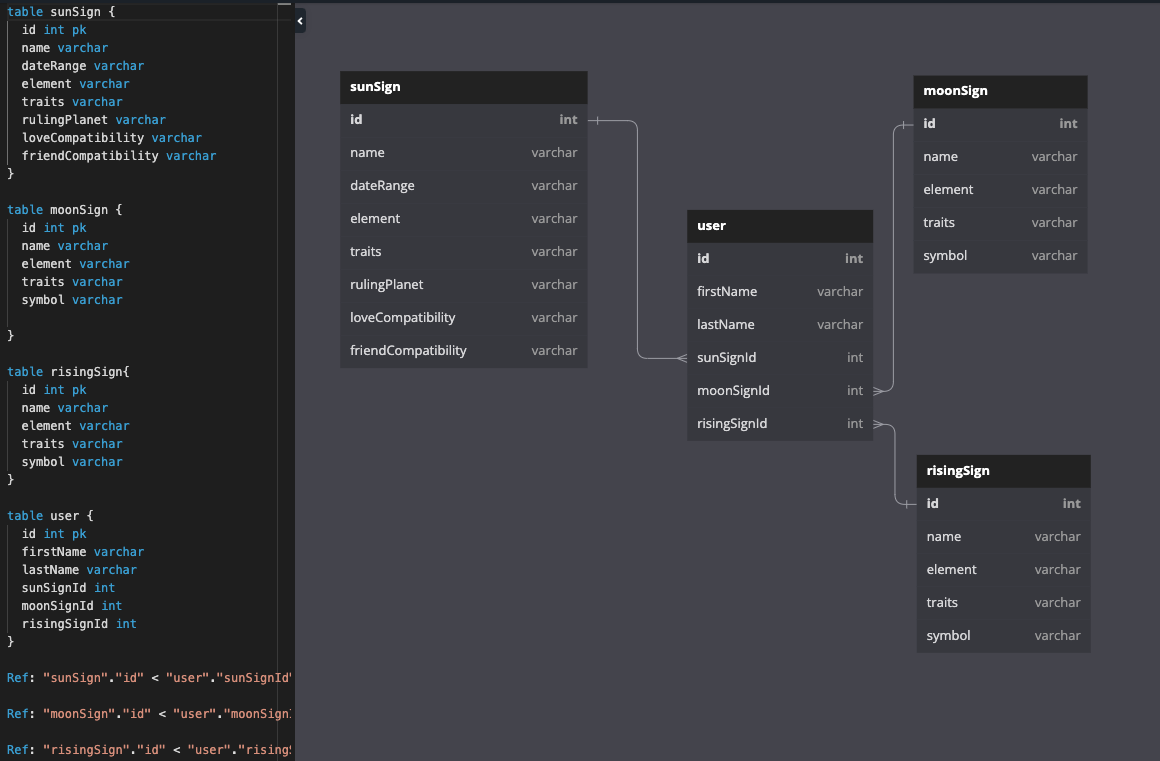 table sunSign {
id int pk
name varchar
dateRange varchar
element varchar
traits varchar
rulingPlanet varchar
loveCompatibility varchar
friendCompatibility varchar
}
table moonSign {
id int pk
name varchar
element varchar
traits varchar
symbol varchar
}
table risingSign{
id int pk
name varchar
element varchar
traits varchar
symbol varchar
}
table user {
id int pk
firstName varchar
lastName varchar
sunSignId int
moonSignId int
risingSignId int
}
Ref: "sunSign"."id" < "user"."sunSignId"
Ref: "moonSign"."id" < "user"."moonSignI
Ref: "risingSign"."id" < "user"."risingS
sunSign
id int
name varchar
dateRange varchar
element varchar
traits varchar
rulingPlanet varchar
loveCompatibility varchar
friendCompatibility varchar
user
id int
firstName varchar
lastName varchar
sunSignId int
moonSignId int
risingSignId int
moonSign
id int
name varchar
element varchar
traits varchar
symbol varchar
risingSign
id int
name varchar
element varchar
traits varchar
symbol varchar